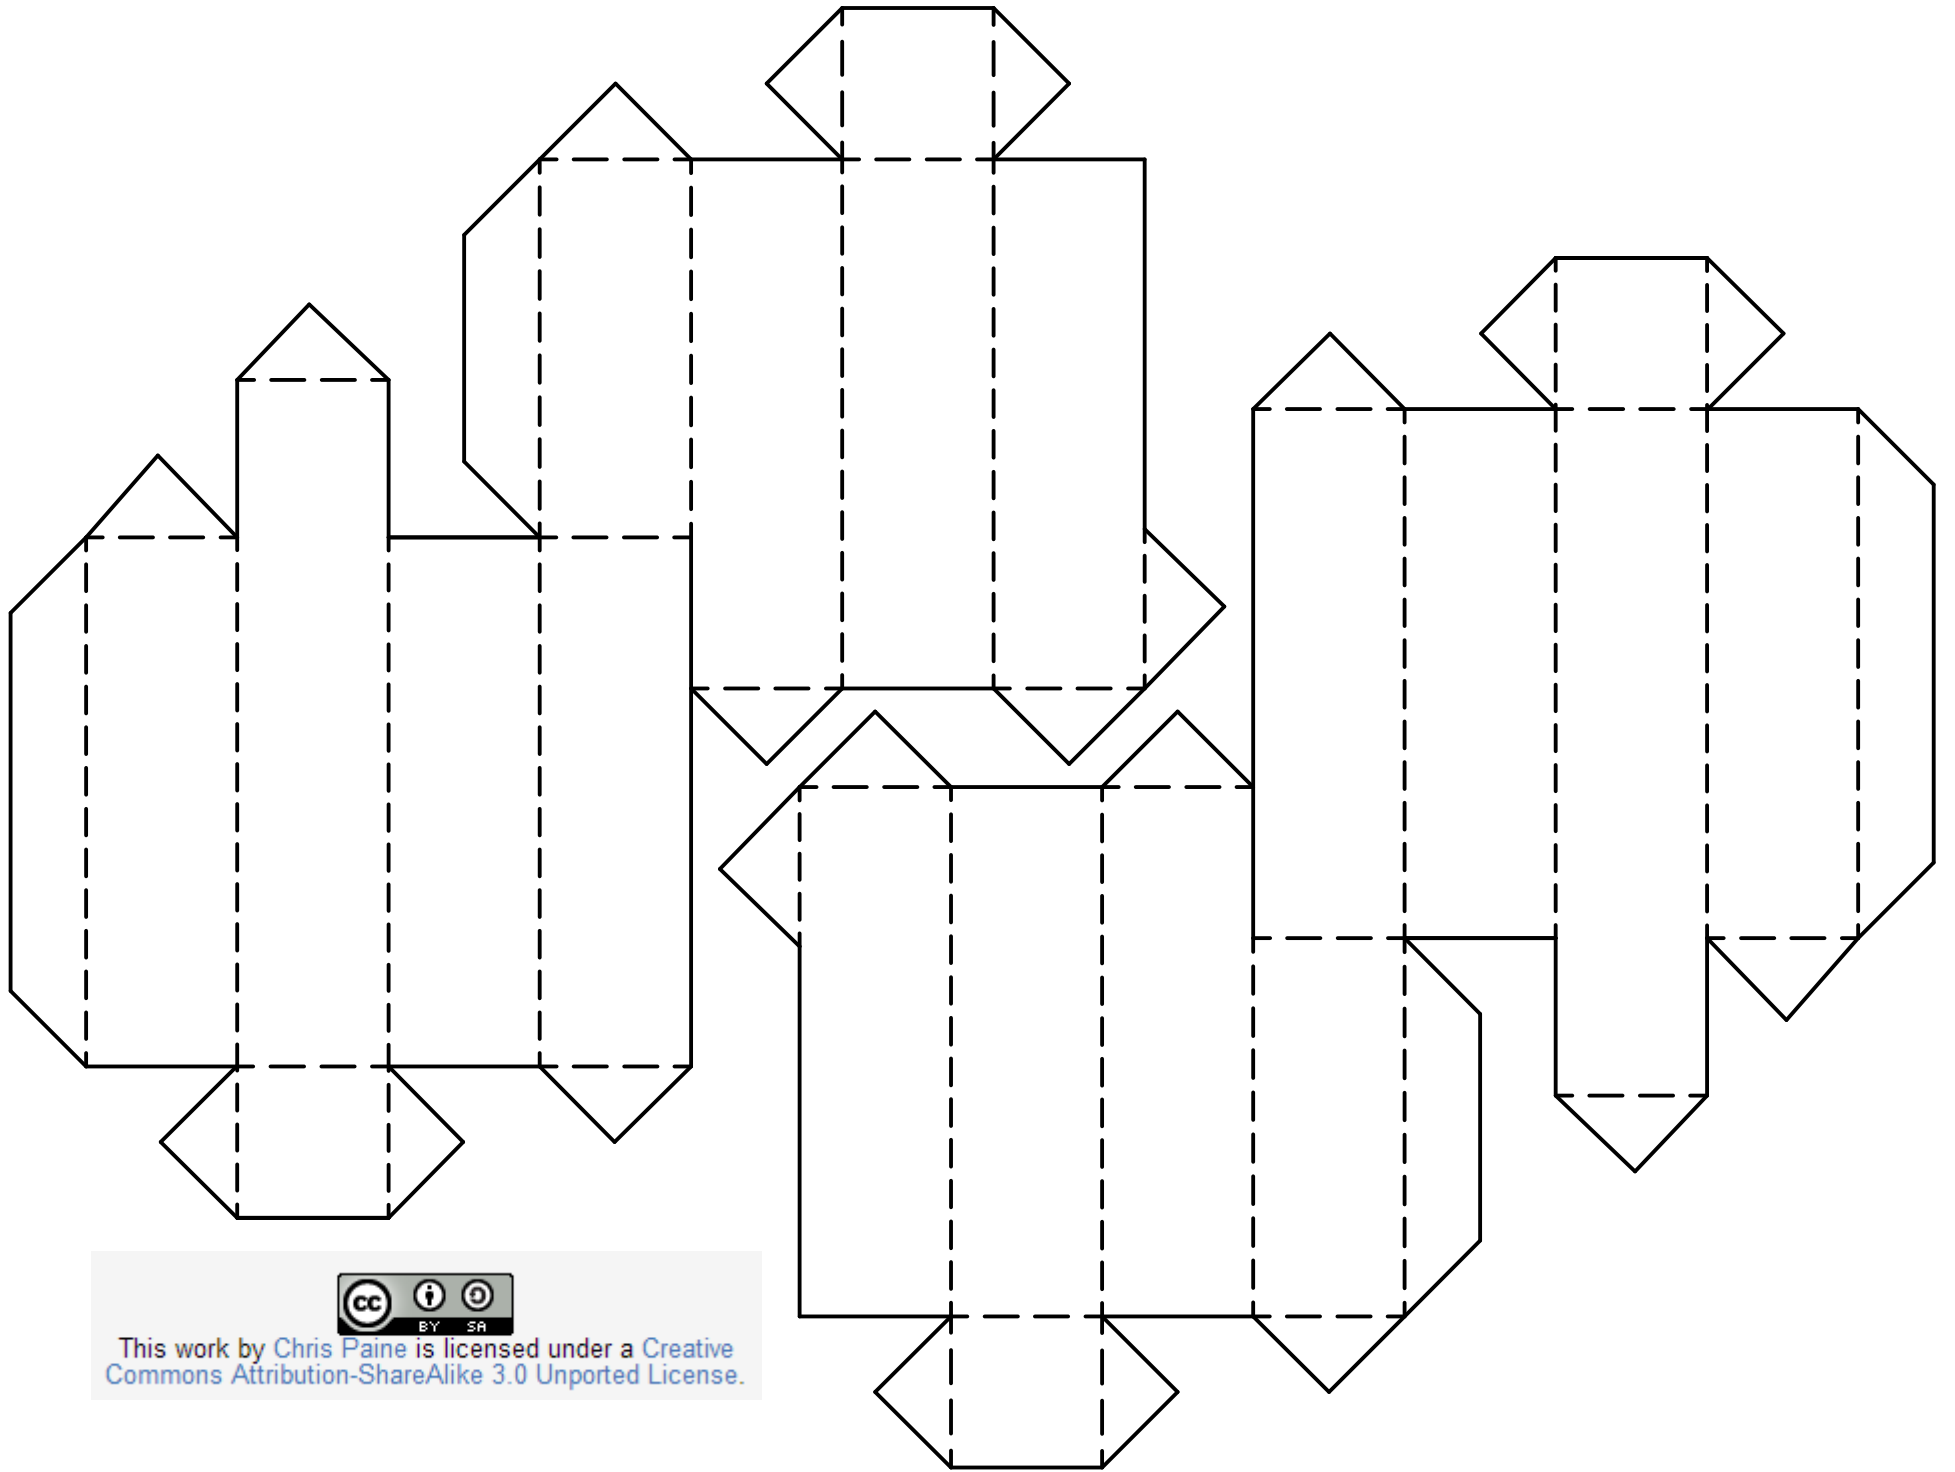 cc
BY SA
This work by Chris Paine is licensed under a Creative
Commons Attribution-ShareAlike 3.0 Unported License.